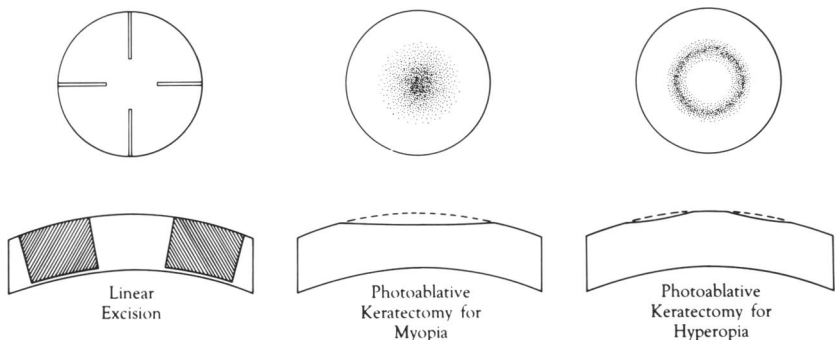 Linear
Excision
Photoablative
Keratectomy for
Myopia
Photoablative
Keratectomy for
Hyperopia